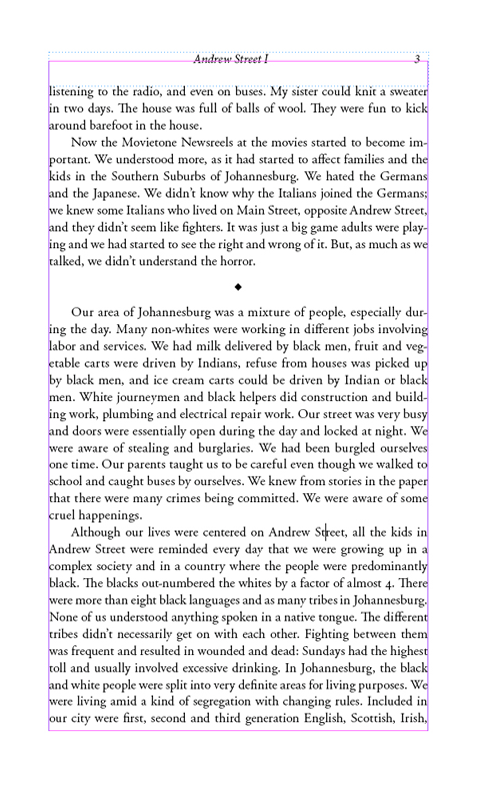 Andrew Street I 3
listening to the radio, and even on buses. My sister could knit a sweater
in two days. The house was full of balls of wool. They were fun to kick
around barefoot in the house.
Now the Movietone Newsreels at the movies started to become im-
portant. We understood more, as it had started to affect families and the
kids in the Southern Suburbs of Johannesburg. We hated the Germans
and the Japanese. We didn't know why the Italians joined the Germans;
we knew some Italians who lived on Main Street, opposite Andrew Street,
and they didn't seem like fighters. It was just a big game adults were play-
ing and we had started to see the right and wrong of it. But, as much as we
talked, we didn't understand the horror.
◆
Our area of Johannesburg was a mixture of people, especially dur-
ing the day. Many non-whites were working in different jobs involving
labor and services. We had milk delivered by black men, fruit and veg-
etable carts were driven by Indians, refuse from houses was picked up
by black men, and ice cream carts could be driven by Indian or black
men. White journeymen and black helpers did construction and build-
ing work, plumbing and electrical repair work. Our street was very busy
and doors were essentially open during the day and locked at night. We
were aware of stealing and burglaries. We had been burgled ourselves
one time. Our parents taught us to be careful even though we walked to
school and caught buses by ourselves. We knew from stories in the paper
that there were many crimes being committed. We were aware of some
cruel happenings.
Although our lives were centered on Andrew Street, all the kids in
Andrew Street were reminded every day that we were growing up in a
complex society and in a country where the people were predominantly
black. The blacks out-numbered the whites by a factor of almost 4. There
were more than eight black languages and as many tribes in Johannesburg.
None of us understood anything spoken in a native tongue. The different
tribes didn't necessarily get on with each other. Fighting between them
was frequent and resulted in wounded and dead: Sundays had the highest
toll and usually involved excessive drinking. In Johannesburg, the black
and white people were split into very definite areas for living purposes. We
were living amid a kind of segregation with changing rules. Included in
our city were first, second and third generation English, Scottish, Irish,